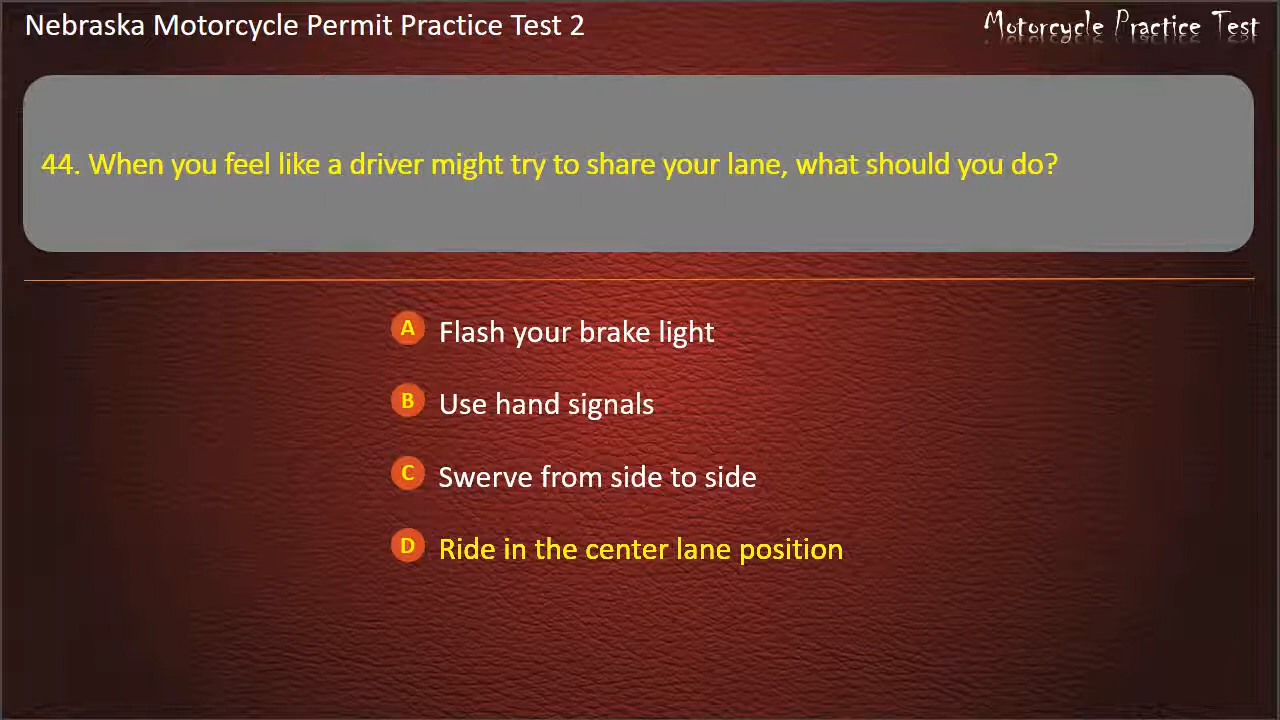 Nebraska Motorcycle Permit Practice Test 2
Motorcycle Practice Test
44. When you feel like a driver might try to share your lane, what should you do?
A Flash your brake light
B Use hand signals
C Swerve from side to side
D Ride in the center lane position